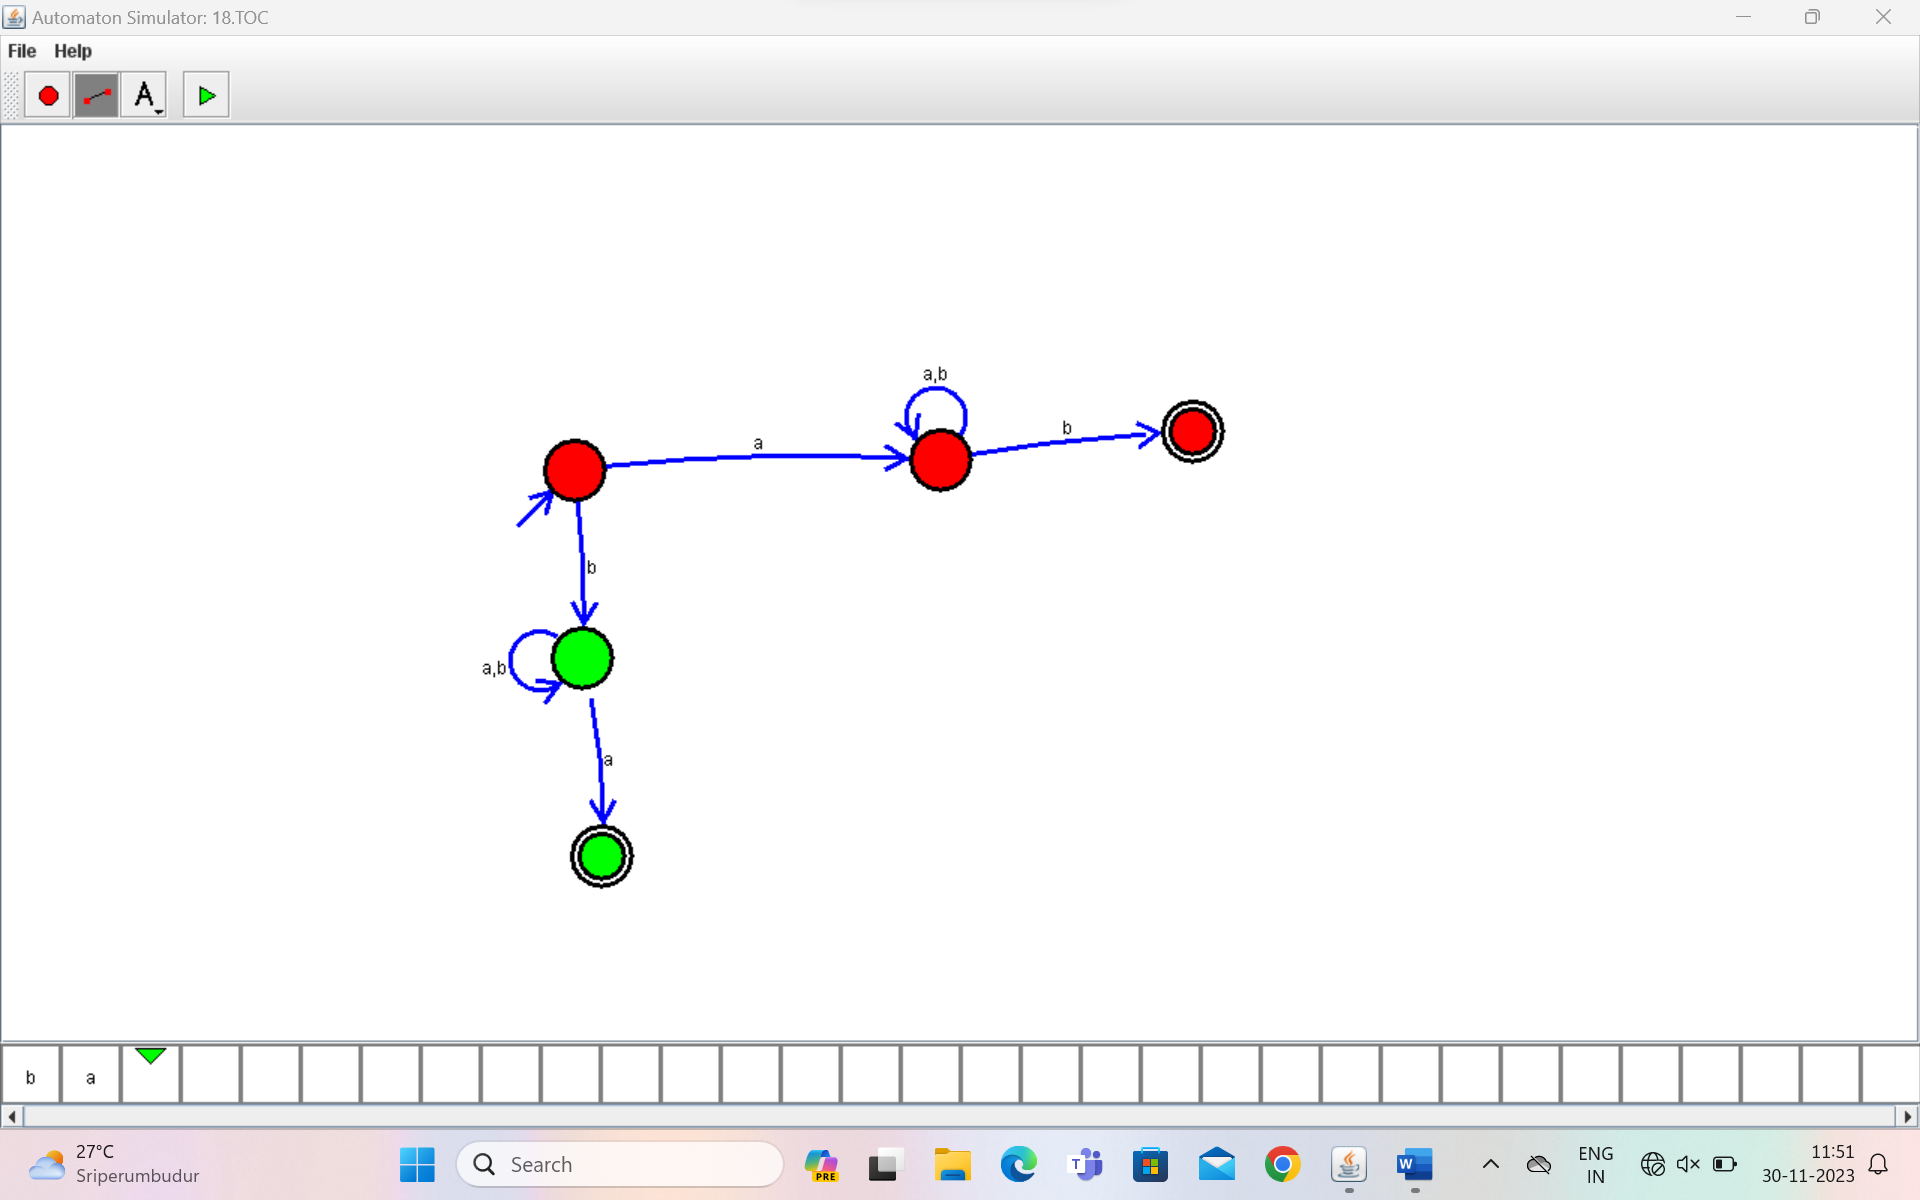 Automaton Simulator: 18.TOC
File Help
A
a,b
b
a
b
a,b
a
b a
27°C
Sriperumbudur
Search
PRE
ENG
IN
11:51
30-11-2023